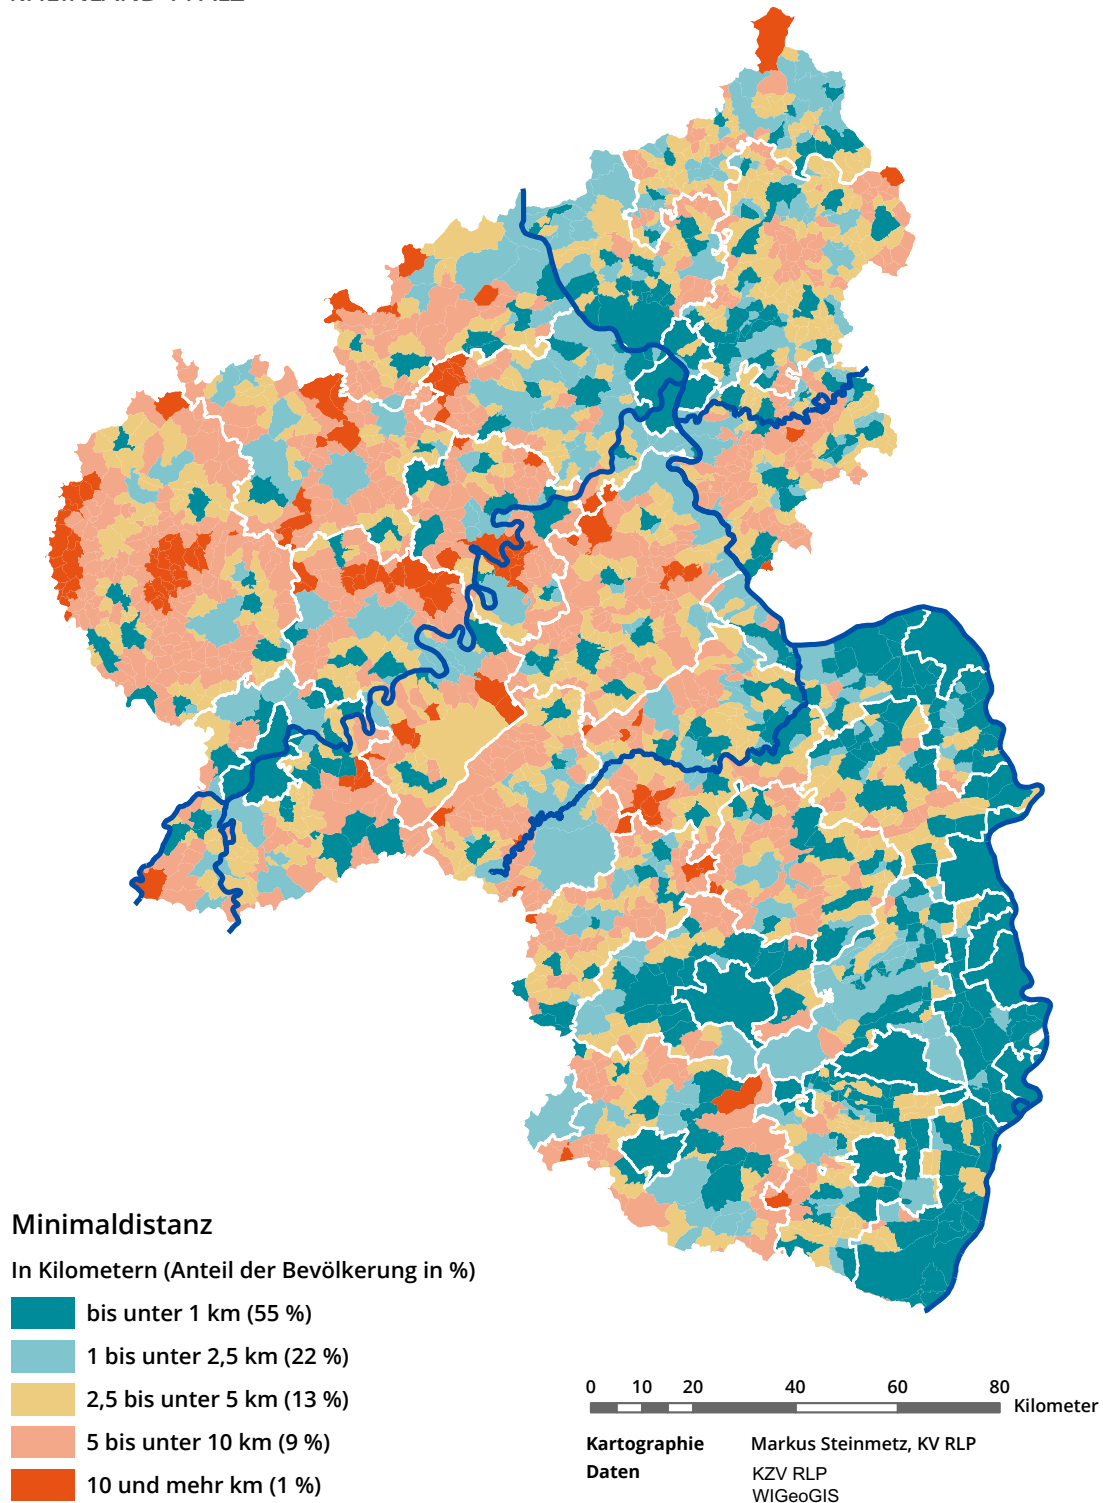 Minimaldistanz
In Kilometern (Anteil der Bevölkerung in %)
bis unter 1 km (55 %)
1 bis unter 2,5 km (22 %)
2,5 bis unter 5 km (13 %)
5 bis unter 10 km (9 %)
10 und mehr km (1 %)
0 10 20 40 60 80
Kilometer
Kartographie Markus Steinmetz, KV RLP
Daten KZV RLP
WIGeoGIS